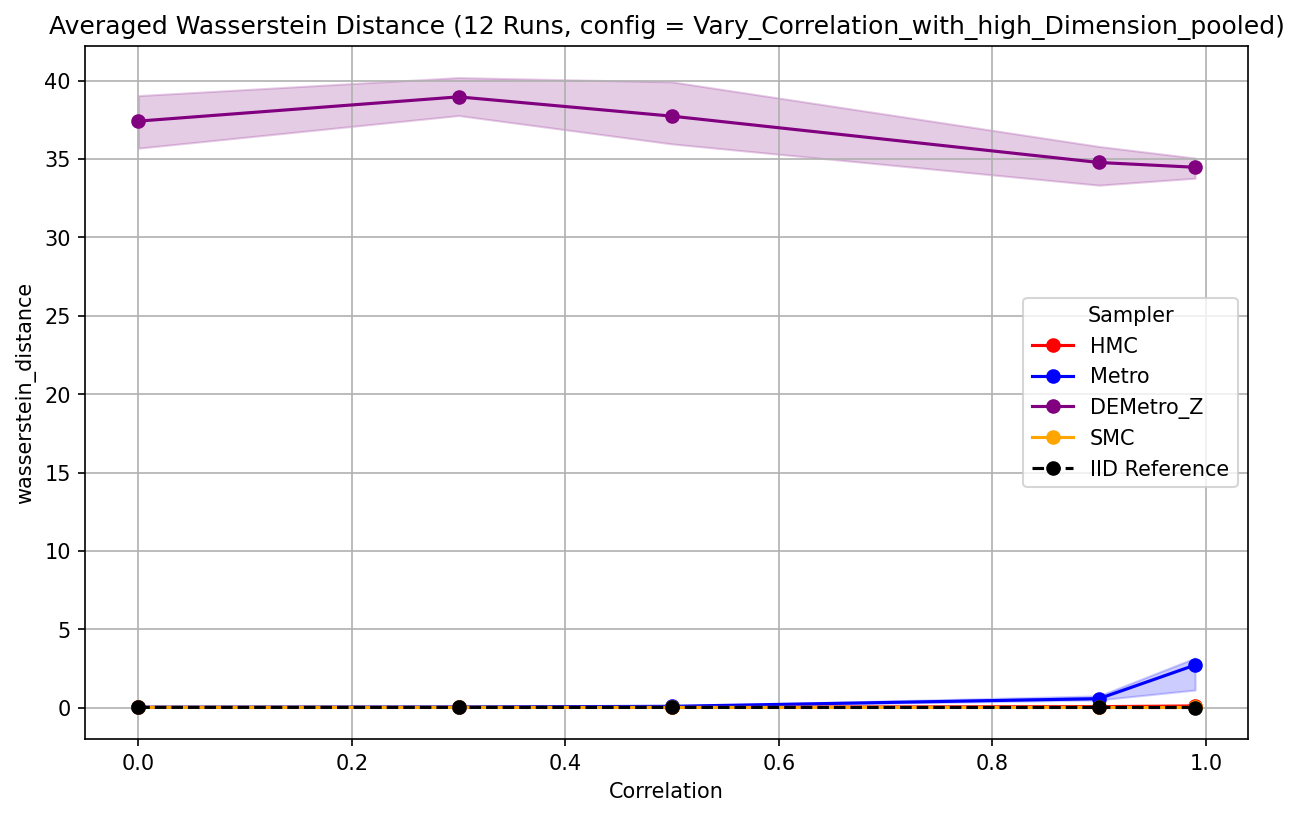 Averaged Wasserstein Distance (12 Runs, config = Vary_Correlation_with_high_Dimension_pooled)
wasserstein_distance
40
35
30
25
20
15
10
5
0
Sampler
HMC
Metro
DEMetro_Z
SMC
IID Reference
0.0
0.2
0.4
0.6
0.8
1.0
Correlation